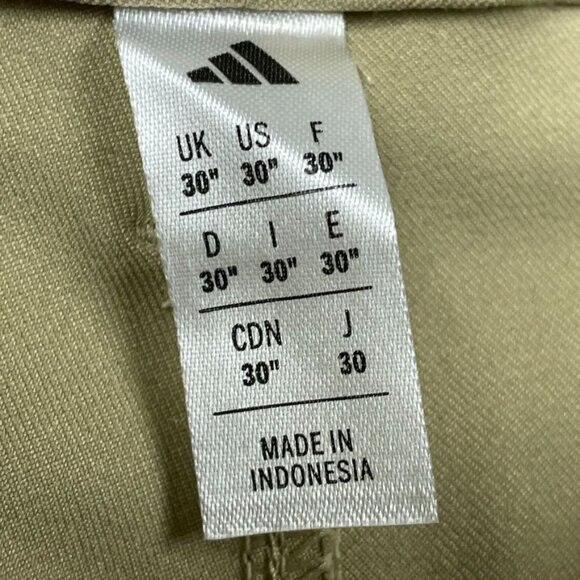 UK US F
30" 30" 30"
D I E
30" 30" 30"
CDN J
30" 30
MADE IN
INDONESIA